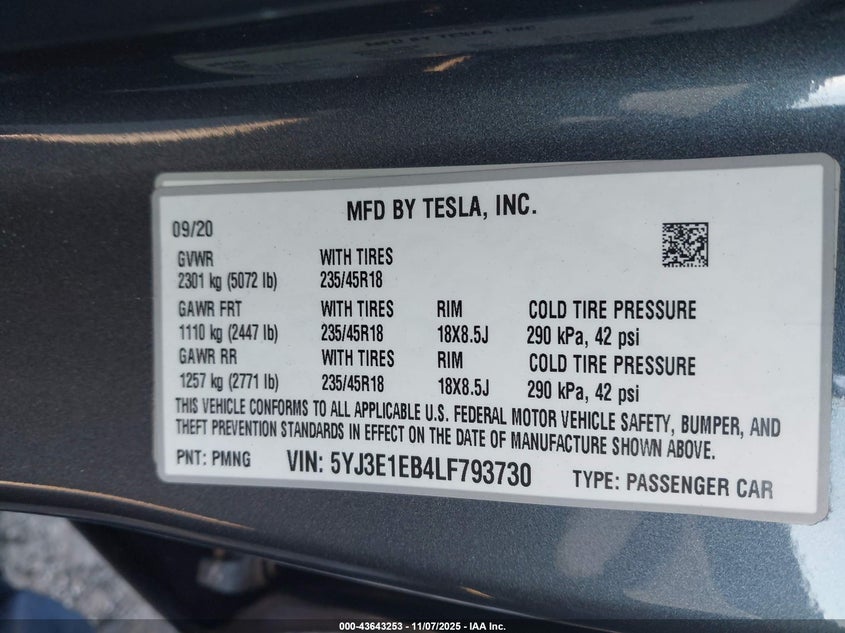 MFD BY TESLA, INC.
MFD BY TESLA, INC.
09/20
GVWR WITH TIRES
2301 kg (5072 lb) 235/45R18
GAWR FRT WITH TIRES RIM COLD TIRE PRESSURE
1110 kg (2447 lb) 235/45R18 18X8.5J 290 kPa, 42 psi
GAWR RR WITH TIRES RIM COLD TIRE PRESSURE
1257 kg (2771 lb) 235/45R18 18X8.5J 290 kPa, 42 psi
THIS VEHICLE CONFORMS TO ALL APPLICABLE U.S. FEDERAL MOTOR VEHICLE SAFETY, BUMPER, AND
THEFT PREVENTION STANDARDS IN EFFECT ON THE DATE OF MANUFACTURE SHOWN ABOVE.
PNT: PMNG VIN: 5YJ3E1EB4LF793730 TYPE: PASSENGER CAR
000-43643253 - 11/07/2025 - IAA Inc.